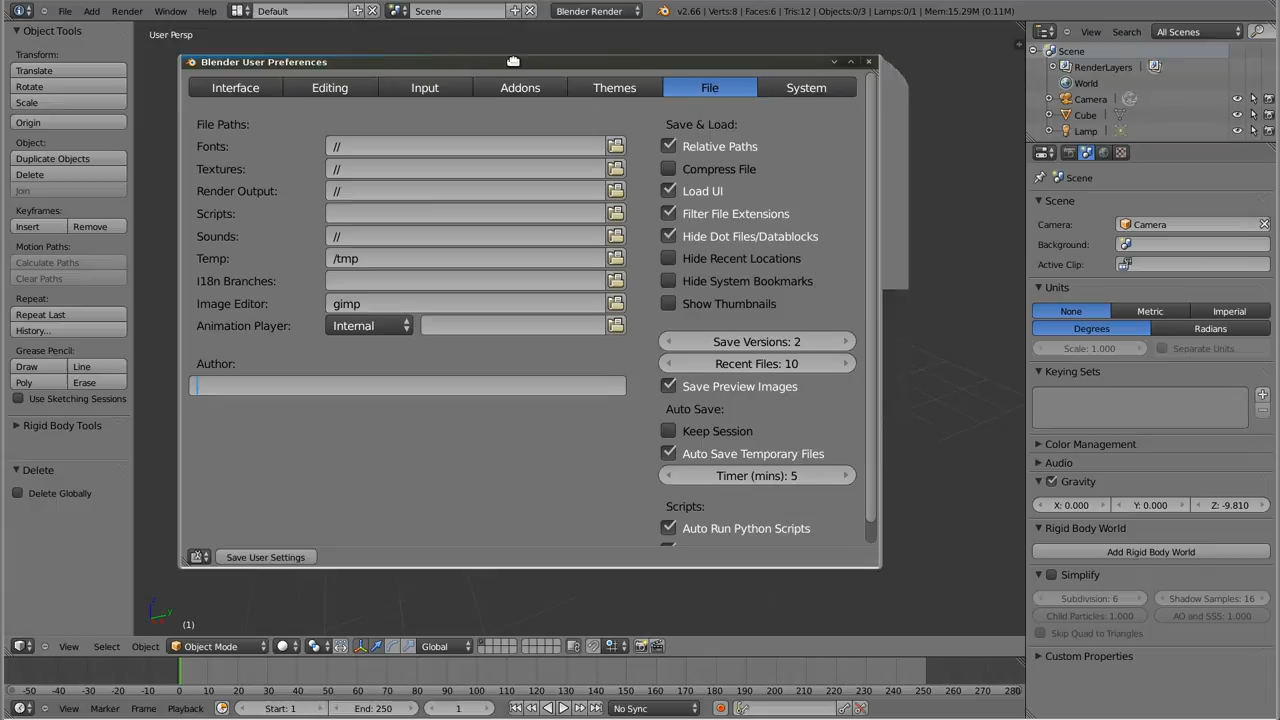 File Add Render Window Help Default Scene Blender Render v2.66 | Verts:8 | Faces:6 | Tris:12 | Objects:0/3 | Lamps:0/1 | Mem:15.29M (0.11M)
Object Tools
Transform:
Translate
Rotate
Scale
Origin
Object:
Duplicate Objects
Delete
Join
Keyframes:
Insert Remove
Motion Paths:
Calculate Paths
Clear Paths
Repeat:
Repeat Last
History...
Grease Pencil:
Draw Line
Poly Erase
Use Sketching Sessions
Rigid Body Tools
Delete
Delete Globally
User Persp
Blender User Preferences
Interface Editing Input Addons Themes File System
File Paths:
Fonts: //
Textures: //
Render Output: //
Scripts:
Sounds: //
Temp: /tmp
I18n Branches:
Image Editor: gimp
Animation Player: Internal
Author:
Save & Load:
Relative Paths
Compress File
Load UI
Filter File Extensions
Hide Dot Files/Datablocks
Hide Recent Locations
Hide System Bookmarks
Show Thumbnails
Save Versions: 2
Recent Files: 10
Save Preview Images
Auto Save:
Keep Session
Auto Save Temporary Files
Timer (mins): 5
Scripts:
Auto Run Python Scripts
Save User Settings
z
y
(1)
View Search All Scenes
Scene
RenderLayers
World
Camera
Cube
Lamp
Scene
Scene
Camera: Camera
Background:
Active Clip:
Units
None Metric Imperial
Degrees Radians
Scale: 1.000 Separate Units
Keying Sets
Color Management
Audio
Gravity
X: 0.000 Y: 0.000 Z: -9.810
Rigid Body World
Add Rigid Body World
Simplify
Subdivision: 6 Shadow Samples: 16
Child Particles: 1.000 AO and SSS: 1.000
Skip Quad to Triangles
Custom Properties
View Select Object Object Mode Global
-50 -40 -30 -20 -10 0 10 20 30 40 50 60 70 80 90 100 110 120 130 140 150 160 170 180 190 200 210 220 230 240 250 260 270 280
View Marker Frame Playback Start: 1 End: 250 1 No Sync